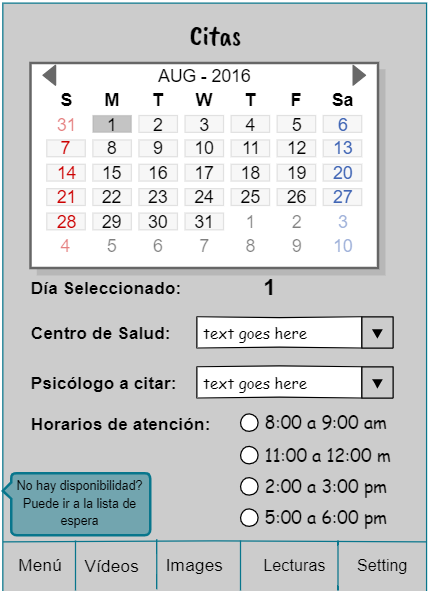 Citas
AUG - 2016
S M T W T F Sa
31 1 2 3 4 5 6
7 8 9 10 11 12 13
14 15 16 17 18 19 20
21 22 23 24 25 26 27
28 29 30 31 1 2 3
4 5 6 7 8 9 10
Día Seleccionado: 1
Centro de Salud: text goes here
Psicólogo a citar: text goes here
Horarios de atención: 8:00 a 9:00 am
11:00 a 12:00 m
2:00 a 3:00 pm
5:00 a 6:00 pm
No hay disponibilidad?
Puede ir a la lista de
espera
Menú Vídeos Images Lecturas Setting